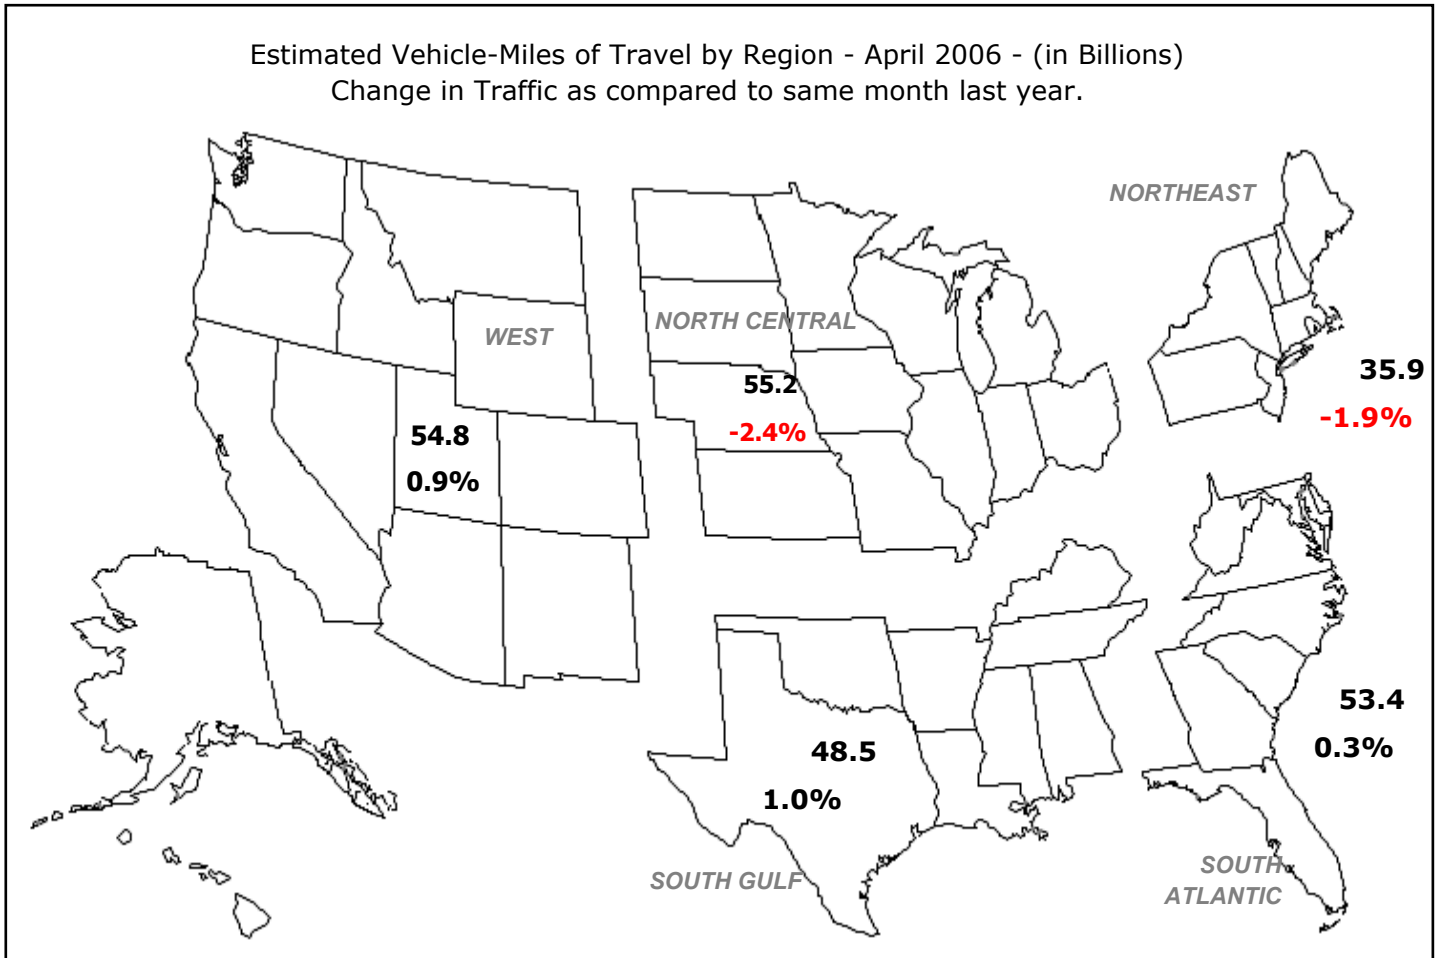 Estimated Vehicle-Miles of Travel by Region - April 2006 - (in Billions)
Change in Traffic as compared to same month last year.
NORTHEAST
WEST
NORTH CENTRAL
35.9
-1.9%
55.2
-2.4%
54.8
0.9%
53.4
0.3%
48.5
1.0%
SOUTH GULF
SOUTH
ATLANTIC